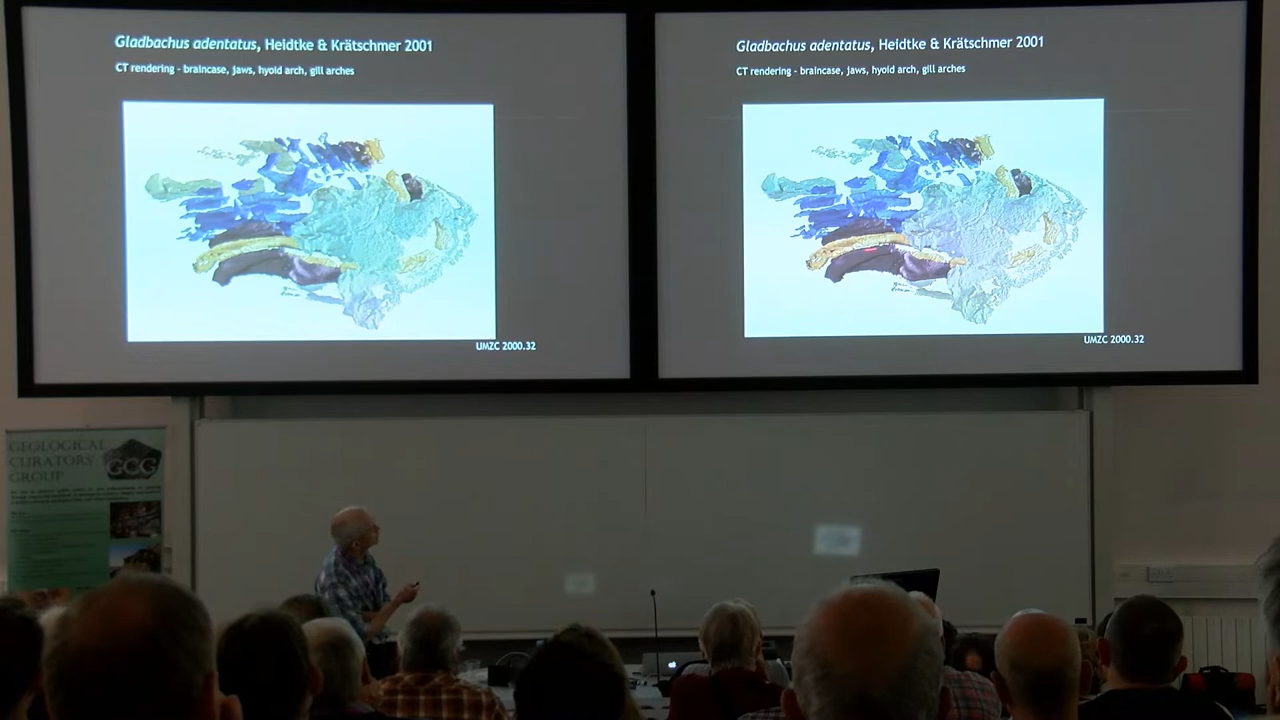 Gladbachus adentatus, Heidtke & Krätschmer 2001
CT rendering - braincase, jaws, hyoid arch, gill arches
UMZC 2000.32
Gladbachus adentatus, Heidtke & Krätschmer 2001
CT rendering - braincase, jaws, hyoid arch, gill arches
UMZC 2000.32
GEOLOGICAL
CURATORS'
GROUP
GCG